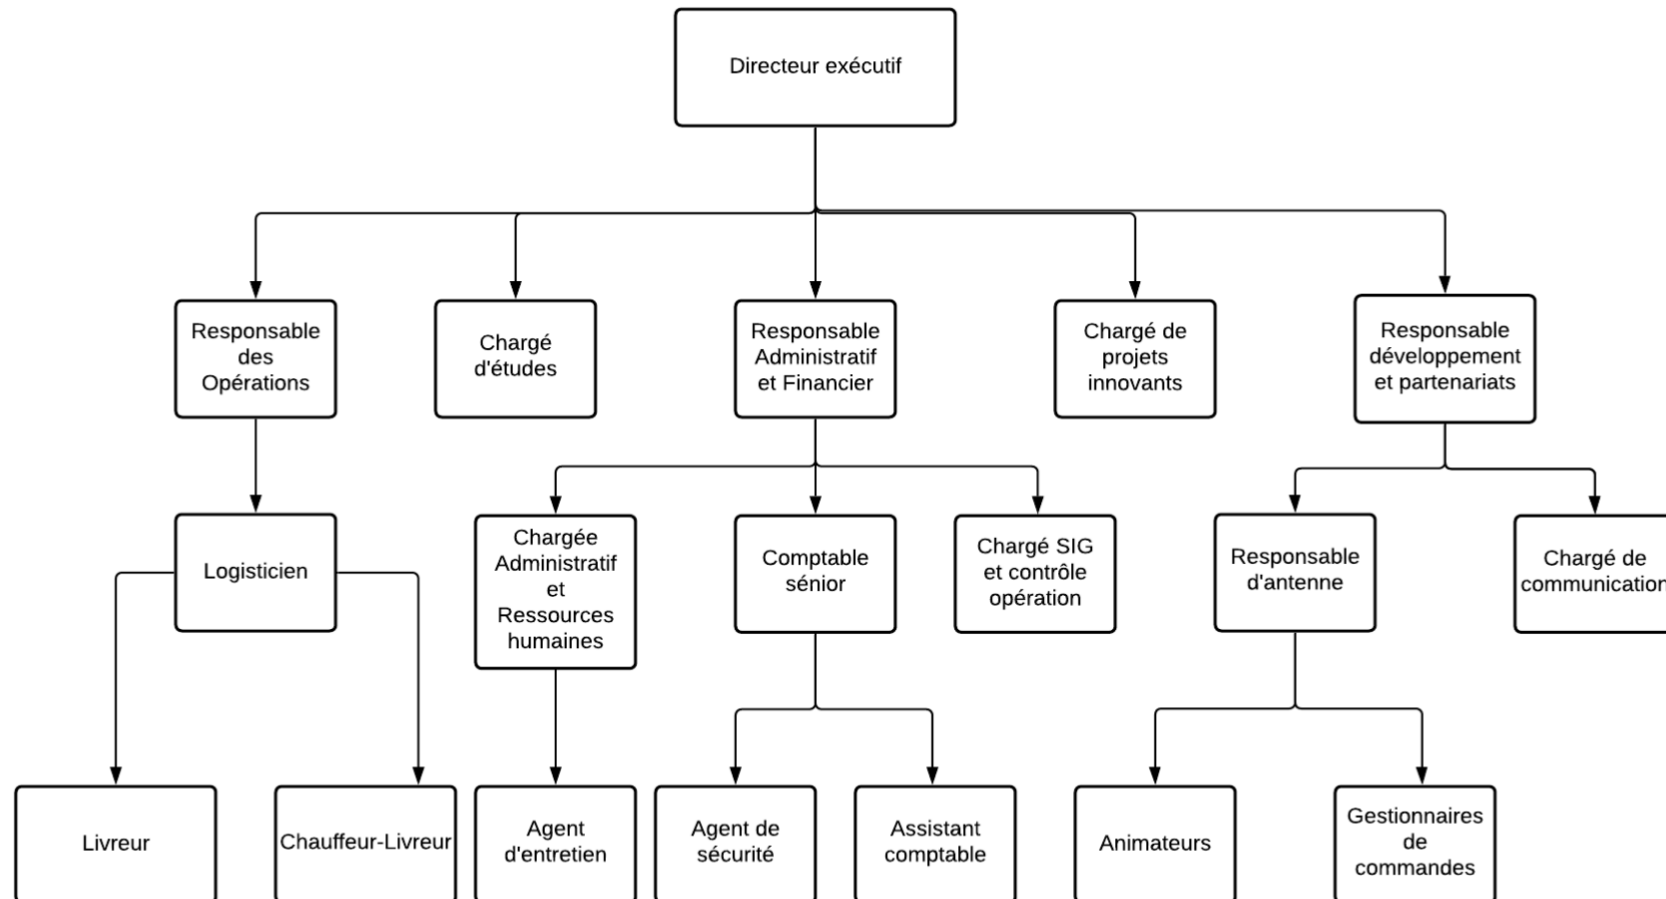 Directeur exécutif
Responsable
des
Opérations
Chargé
d'études
Responsable
Administratif
et Financier
Chargé de
projets
innovants
Responsable
développement
et partenariats
Logisticien
Chargée
Administratif
et
Ressources
humaines
Comptable
sénior
Chargé SIG
et contrôle
opération
Responsable
d'antenne
Chargé de
communication
Livreur
Chauffeur-Livreur
Agent
d'entretien
Agent de
sécurité
Assistant
comptable
Animateurs
Gestionnaires
de
commandes